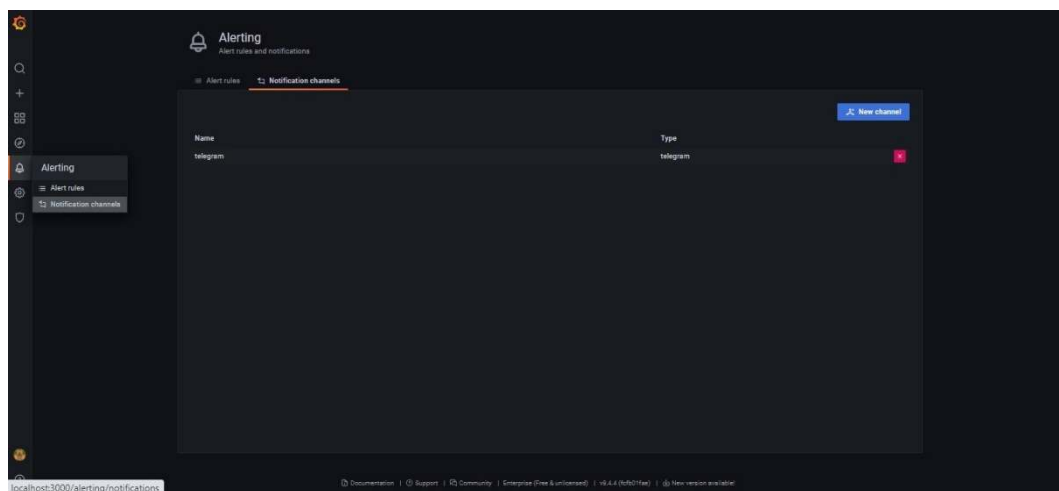 Alerting
Alert rules and notifications
Alert rules
Notification channels
New channel
Name Type
telegram telegram
Alerting
Alert rules
Notification channels
Documentation | Support | Community | Enterprise (Free & unlicensed) | | New version available!
localhost:3000/alerting/notifications